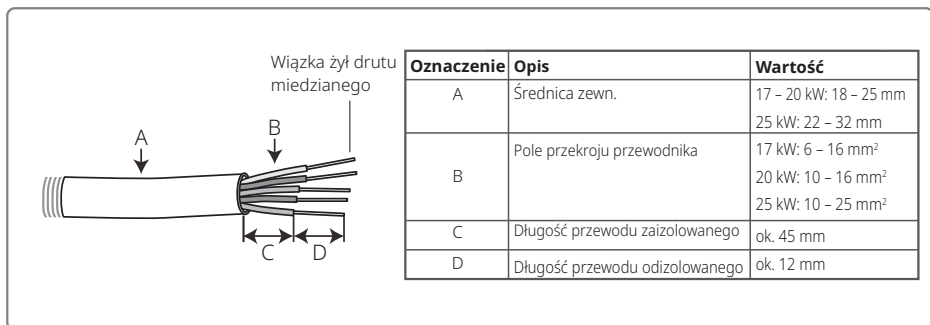 Wiązka żył drutu
miedzianego
A
B
C
D
Oznaczenie Opis Wartość
A Średnica zewn. 17 – 20 kW: 18 – 25 mm
25 kW: 22 – 32 mm
B Pole przekroju przewodnika 17 kW: 6 – 16 mm²
20 kW: 10 – 16 mm²
25 kW: 10 – 25 mm²
C Długość przewodu zaizolowanego ok. 45 mm
D Długość przewodu odizolowanego ok. 12 mm